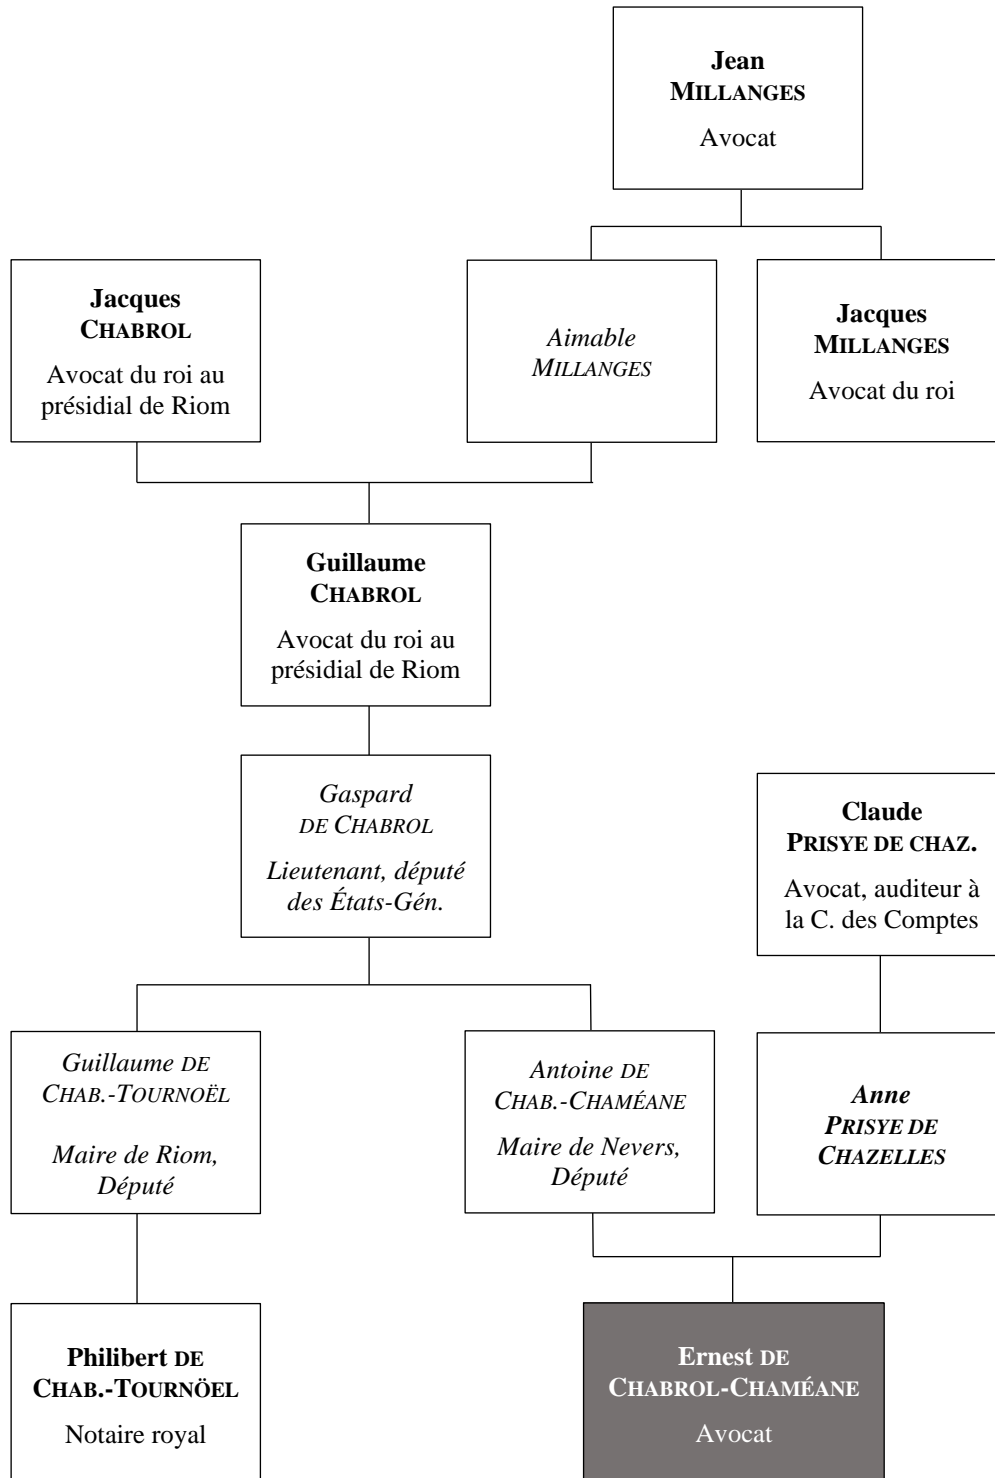 Jean
MILLANGES
Avocat
Jacques
CHABROL
Avocat du roi au
présidial de Riom
Aimable
MILLANGES
Jacques
MILLANGES
Avocat du roi
Guillaume
CHABROL
Avocat du roi au
présidial de Riom
Gaspard
DE CHABROL
Lieutenant, député
des États-Gén.
Claude
PRISYE DE CHAZ.
Avocat, auditeur à
la C. des Comptes
Guillaume DE
CHAB.-TOURNOËL
Maire de Riom,
Député
Antoine DE
CHAB.-CHAMÉANE
Maire de Nevers,
Député
Anne
PRISYE DE
CHAZELLES
Philibert DE
CHAB.-TOURNÖEL
Notaire royal
Ernest DE
CHABROL-CHAMÉANE
Avocat